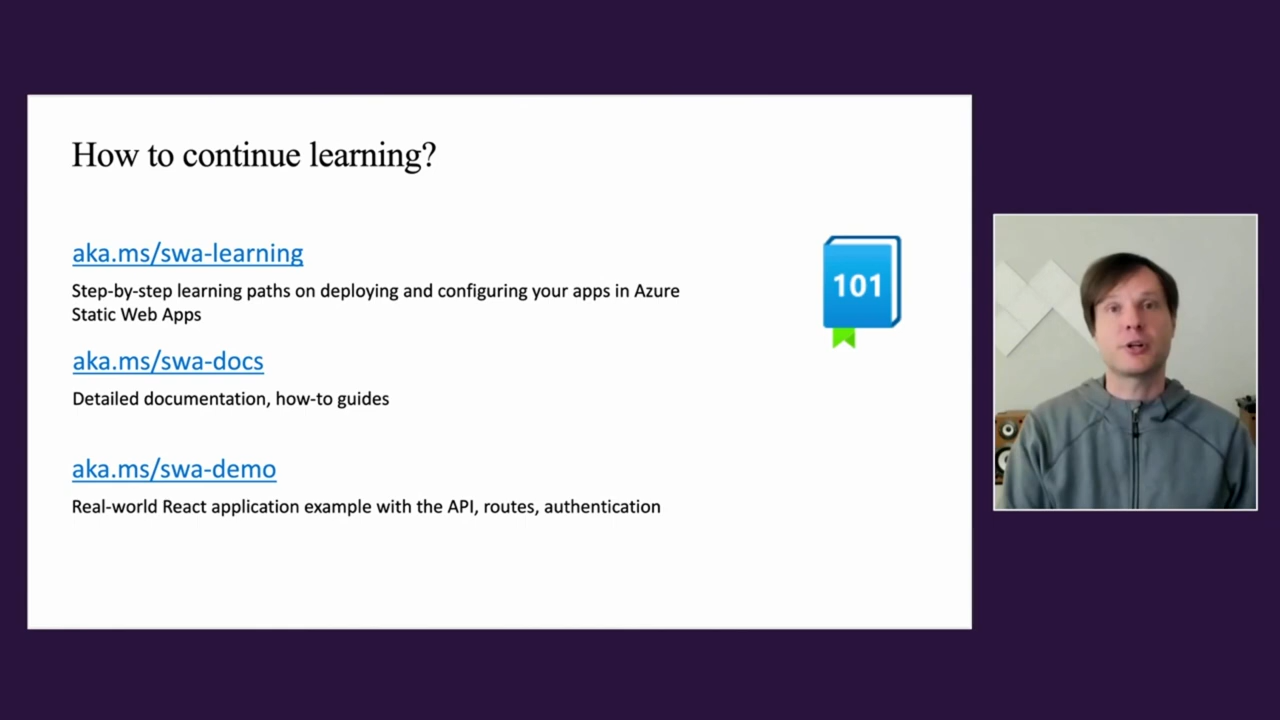 How to continue learning?
aka.ms/swa-learning
Step-by-step learning paths on deploying and configuring your apps in Azure
Static Web Apps
101
aka.ms/swa-docs
Detailed documentation, how-to guides
aka.ms/swa-demo
Real-world React application example with the API, routes, authentication